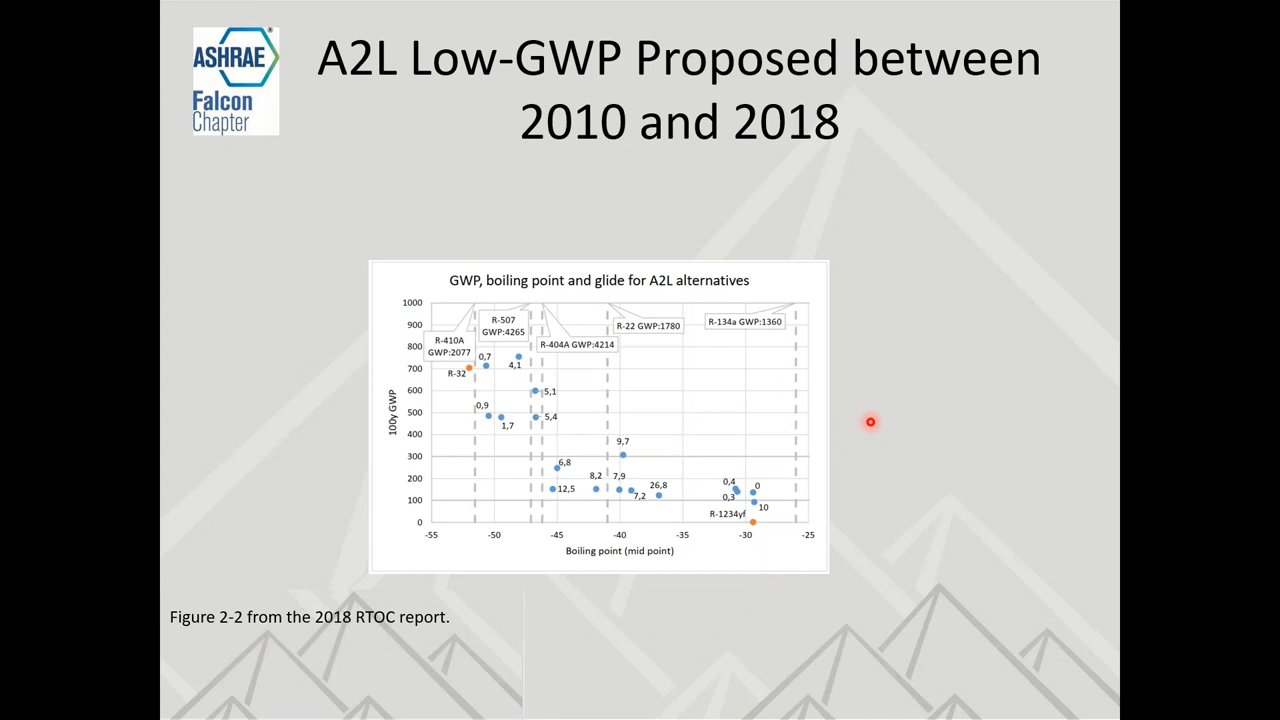 ASHRAE
®
Falcon
Chapter
A2L Low-GWP Proposed between
2010 and 2018
GWP, boiling point and glide for A2L alternatives
1000
900
800
700
600
500
400
300
200
100
0
100y GWP
R-410A
GWP:2077
R-507
GWP:4265
R-404A GWP:4214
R-22 GWP:1780
R-134a GWP:1360
R-32
0,7
4,1
5,1
0,9
1,7
5,4
9,7
6,8
12,5
8,2
7,9
7,2
26,8
0,4
0,3
0
10
R-1234yf
-55
-50
-45
-40
-35
-30
-25
Boiling point (mid point)
Figure 2-2 from the 2018 RTOC report.